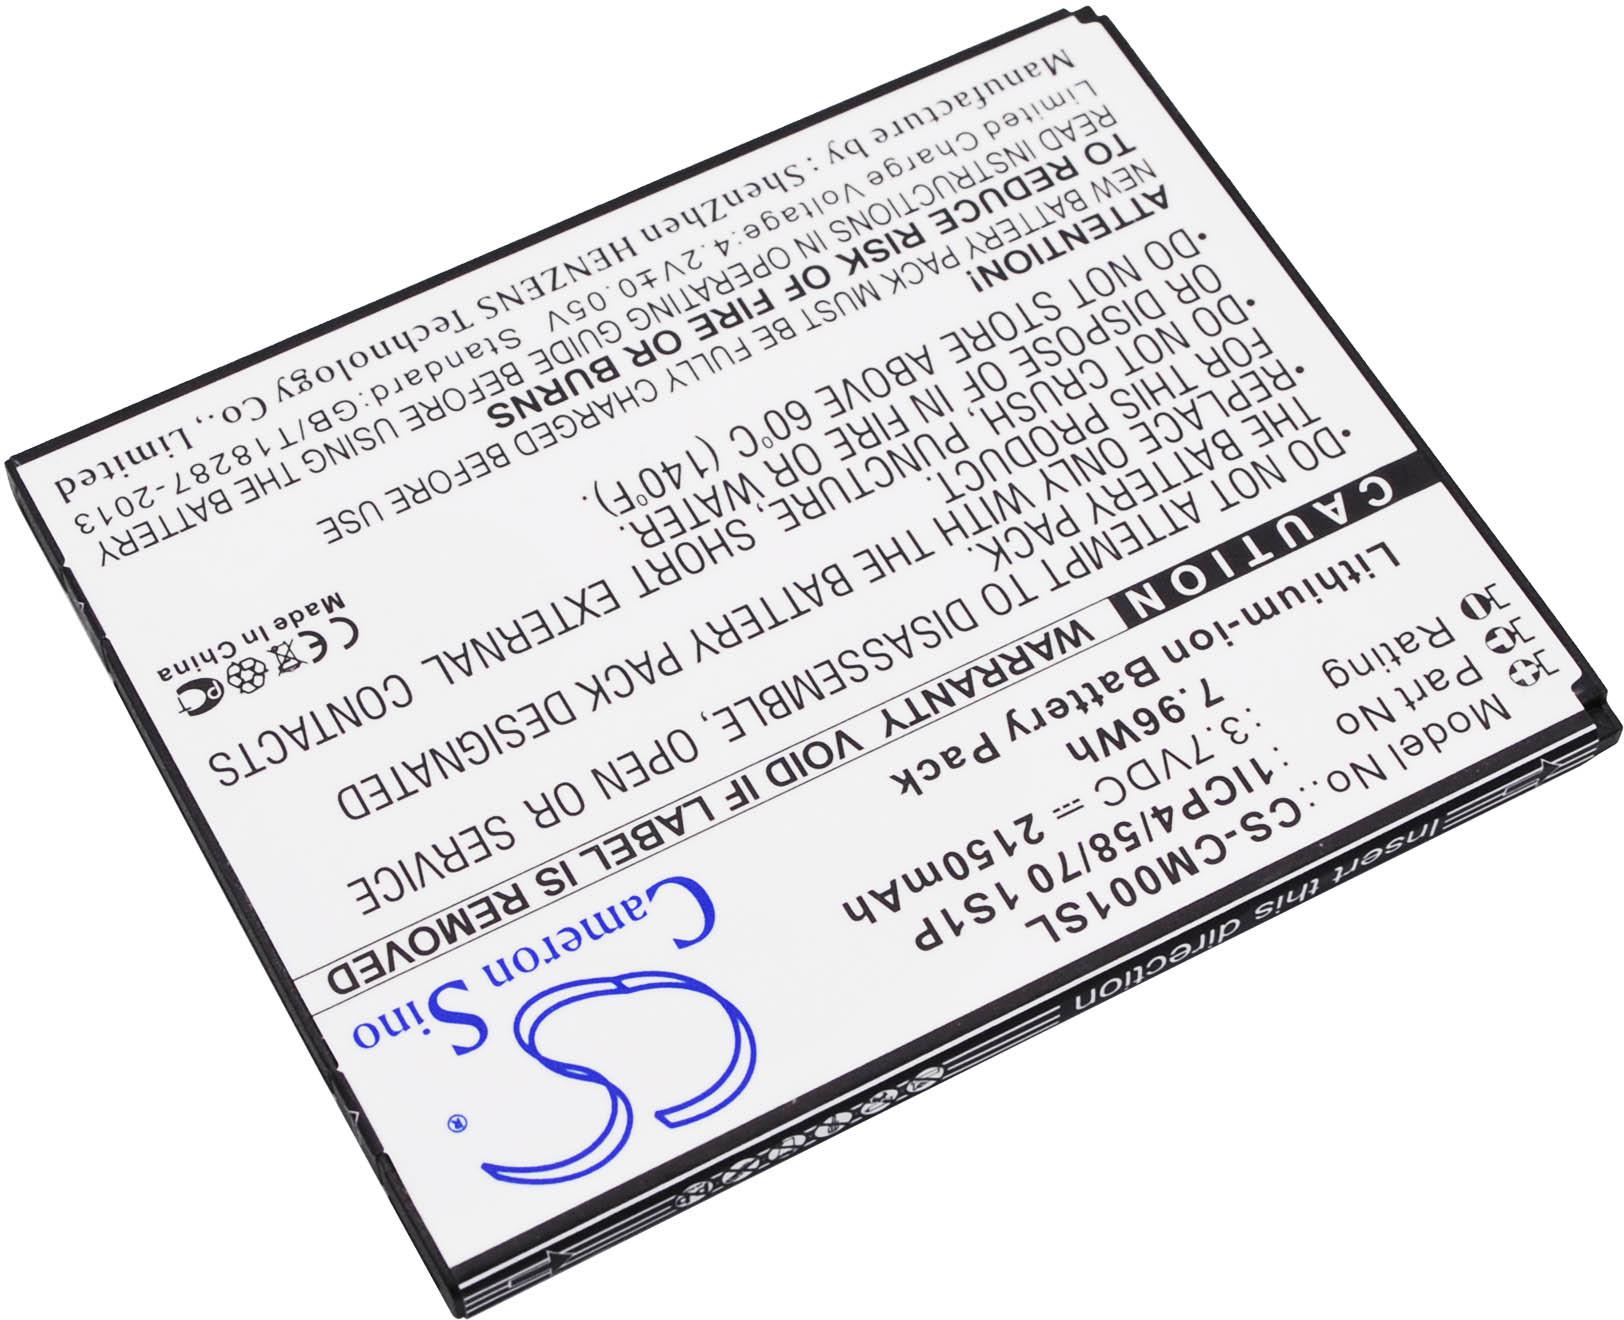 Cameron Sino
®
Model No.: CS-CM001SL
Part No : 1ICP4/58/70 1S1P
Rating : 3.7VDC ⎓ 2150mAh
7.96Wh
Lithium-ion Battery Pack
WARRANTY VOID IF LABEL IS REMOVED
CAUTION
•DO NOT ATTEMPT TO DISASSEMBLE, OPEN OR SERVICE
THE BATTERY PACK.
•REPLACE ONLY WITH THE BATTERY PACK DESIGNATED
FOR THIS PRODUCT.
•DO NOT CRUSH, PUNCTURE, SHORT EXTERNAL CONTACTS
OR DISPOSE OF IN FIRE OR WATER.
•DO NOT STORE ABOVE 60°C (140°F).
ATTENTION!
NEW BATTERY PACK MUST BE FULLY CHARGED BEFORE USE
TO REDUCE RISK OF FIRE OR BURNS
READ INSTRUCTIONS IN OPERATING GUIDE BEFORE USING THE BATTERY
Limited Charge Voltage:4.2V±0.05V Standard:GB/T18287-2013
Manufacture by : ShenZhen HENZENS Technology Co., Limited
CE
Made In China
Insert this direction